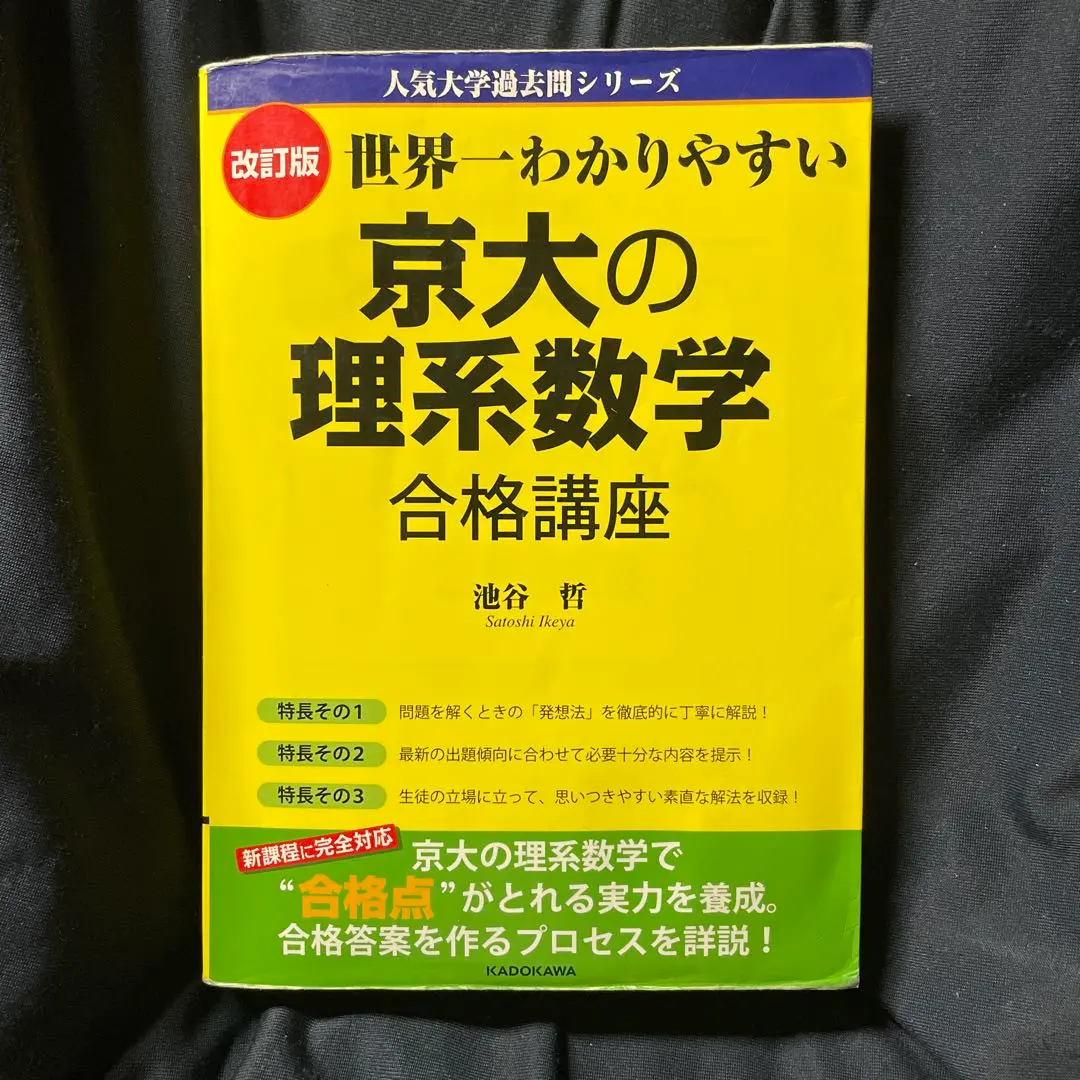 人気大学過去問シリーズ
改訂版
世界一わかりやすい
京大の
理系数学
合格講座
池谷 哲
Satoshi Ikeya
特長その1 問題を解くときの「発想法」を徹底的に丁寧に解説！
特長その2 最新の出題傾向に合わせて必要十分な内容を提示！
特長その3 生徒の立場に立って、思いつきやすい素直な解法を収録！
新課程に完全対応
京大の理系数学で
“合格点”がとれる実力を養成。
合格答案を作るプロセスを詳説！
KADOKAWA